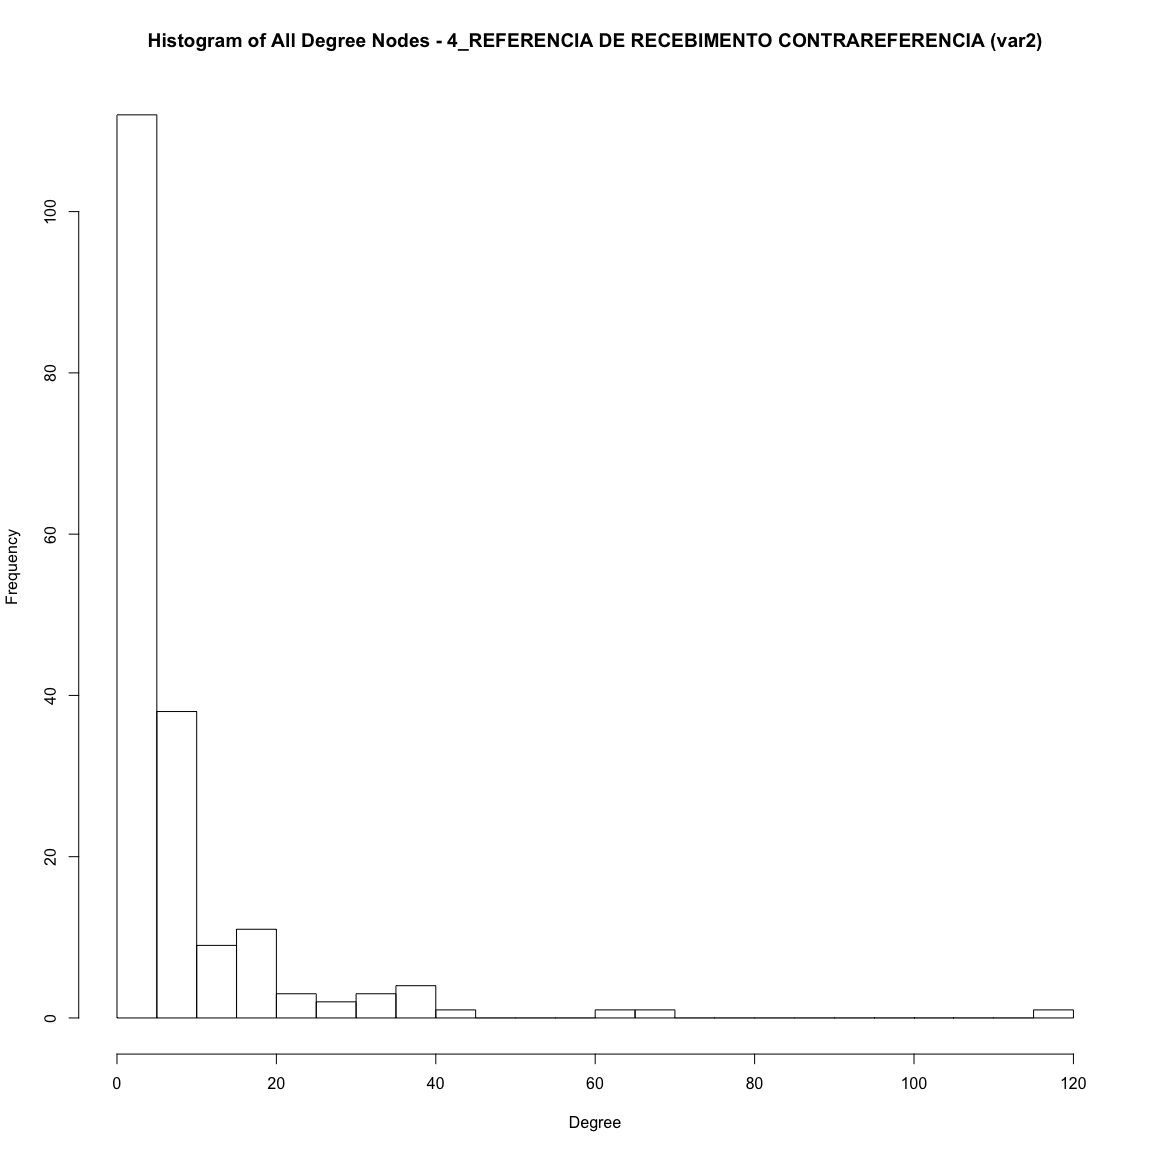 Histogram of All Degree Nodes - 4_REFERENCIA DE RECEBIMENTO CONTRAREFERENCIA (var2)
Frequency
100
80
60
40
20
0
0 20 40 60 80 100 120
Degree